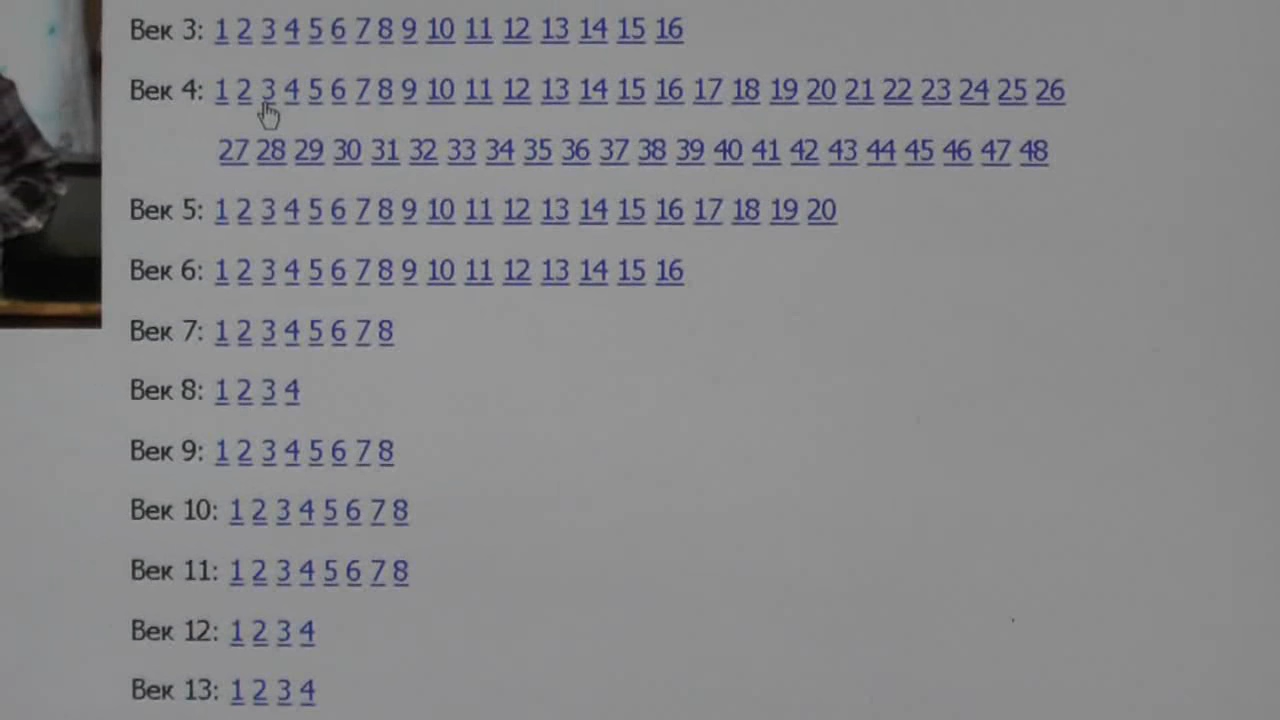 Век 3: 1 2 3 4 5 6 7 8 9 10 11 12 13 14 15 16
Век 4: 1 2 3 4 5 6 7 8 9 10 11 12 13 14 15 16 17 18 19 20 21 22 23 24 25 26
27 28 29 30 31 32 33 34 35 36 37 38 39 40 41 42 43 44 45 46 47 48
Век 5: 1 2 3 4 5 6 7 8 9 10 11 12 13 14 15 16 17 18 19 20
Век 6: 1 2 3 4 5 6 7 8 9 10 11 12 13 14 15 16
Век 7: 1 2 3 4 5 6 7 8
Век 8: 1 2 3 4
Век 9: 1 2 3 4 5 6 7 8
Век 10: 1 2 3 4 5 6 7 8
Век 11: 1 2 3 4 5 6 7 8
Век 12: 1 2 3 4
Век 13: 1 2 3 4